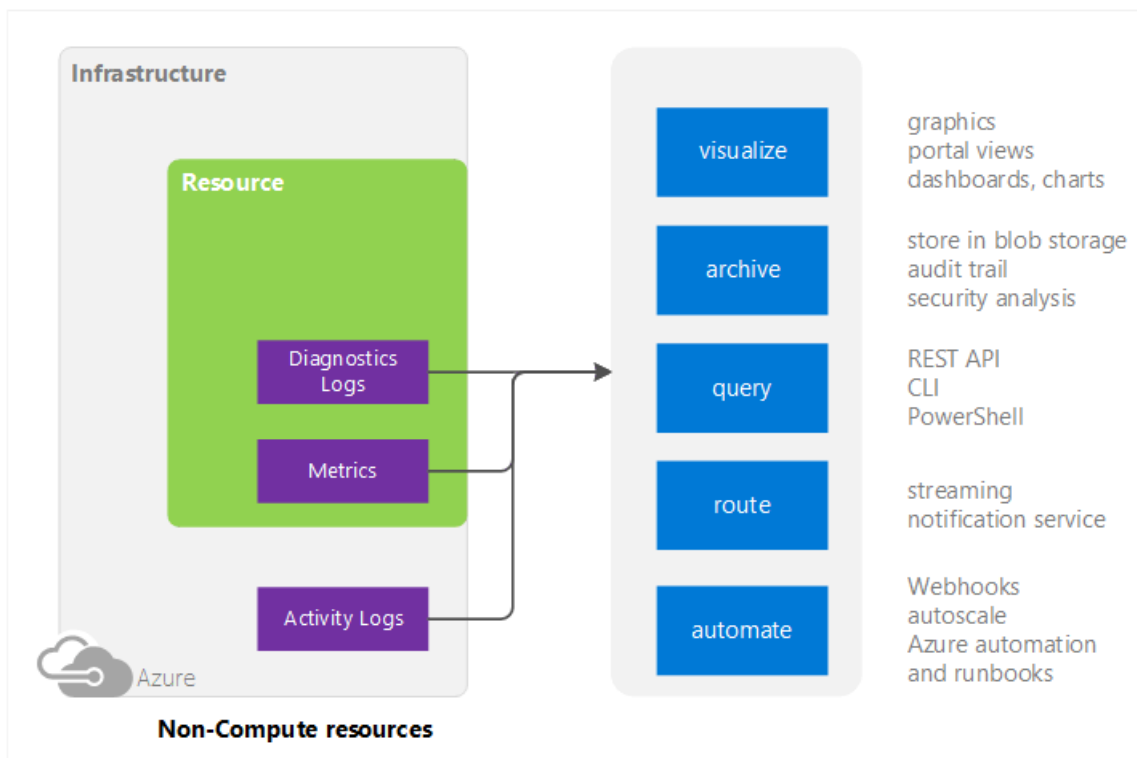 Infrastructure
Resource
Diagnostics
Logs
Metrics
Activity Logs
Azure
Non-Compute resources
visualize
graphics
portal views
dashboards, charts
archive
store in blob storage
audit trail
security analysis
query
REST API
CLI
PowerShell
route
streaming
notification service
automate
Webhooks
autoscale
Azure automation
and runbooks